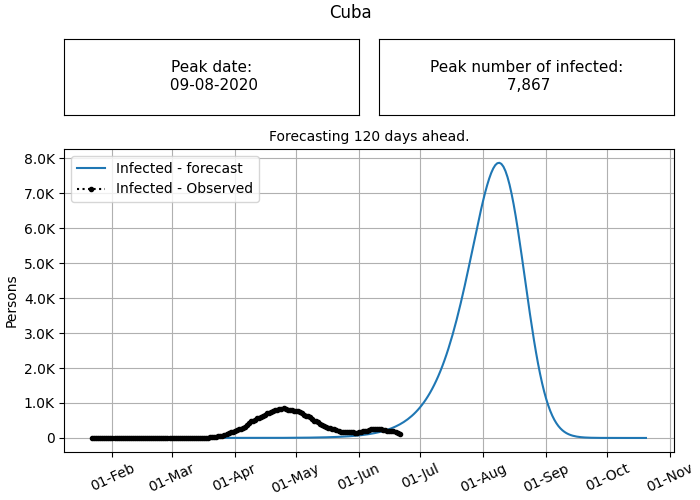 Cuba
Peak date:
09-08-2020
Peak number of infected:
7,867
Forecasting 120 days ahead.
Infected - forecast
Infected - Observed
Persons
8.0K
7.0K
6.0K
5.0K
4.0K
3.0K
2.0K
1.0K
0
01-Feb
01-Mar
01-Apr
01-May
01-Jun
01-Jul
01-Aug
01-Sep
01-Oct
01-Nov